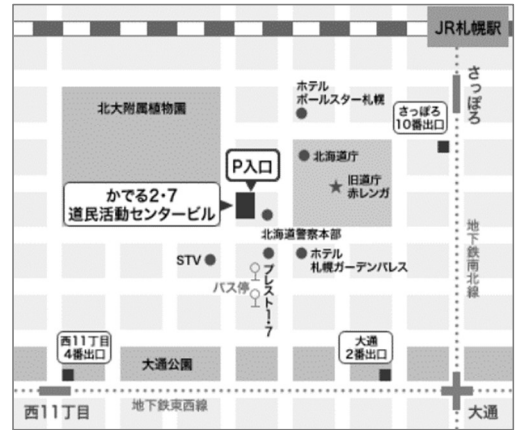 JR札幌駅
さっぽろ
ホテル
ポールスター札幌
北大附属植物園
さっぽろ
10番出口
北海道庁
P入口
旧道庁
赤レンガ
かでる2・7
道民活動センタービル
地下鉄南北線
北海道警察本部
STV
プレスト1・7
ホテル
札幌ガーデンパレス
バス停
西11丁目
4番出口
大通公園
大通
2番出口
西11丁目
地下鉄東西線
大通